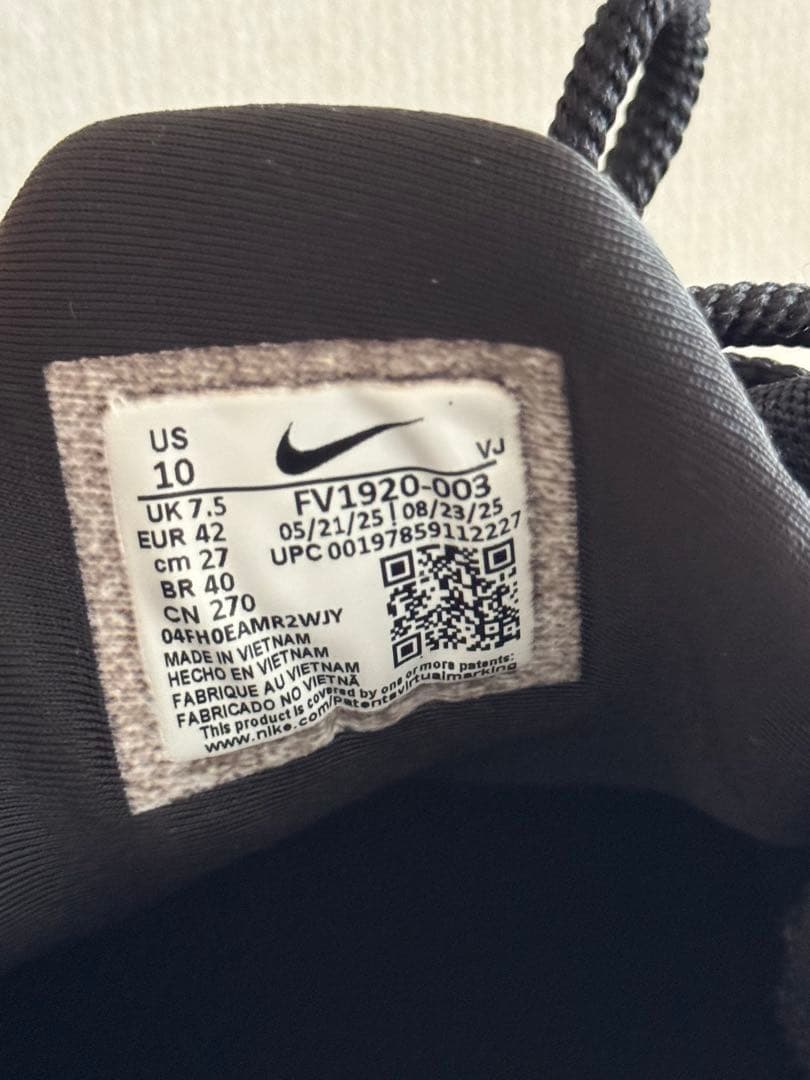 US
10
VJ
UK 7.5
EUR 42
cm 27
BR 40
CN 270
FV1920-003
05/21/25 | 08/23/25
UPC 00197859112227
04FH0EAMR2WJY
MADE IN VIETNAM
HECHO EN VIETNAM
FABRIQUE AU VIETNAM
FABRICADO NO VIETNÃ
This product is covered by one or more patents:
www.nike.com/patentsvirtualmarking